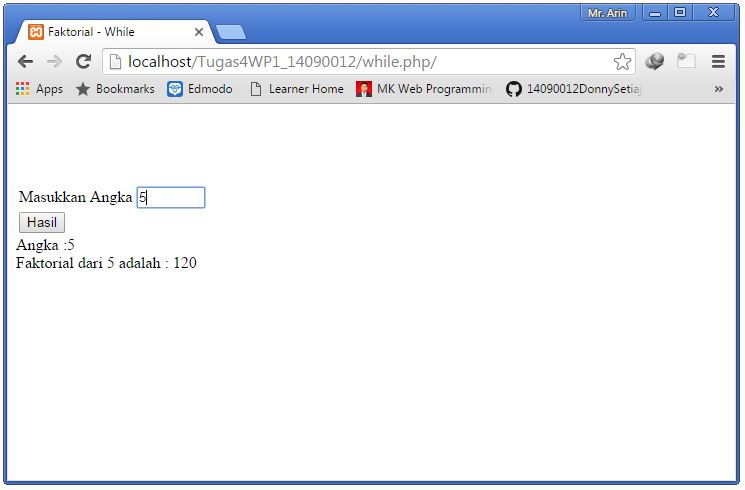 Mr. Arin
Faktorial - While
localhost/Tugas4WP1_14090012/while.php/
Apps Bookmarks Edmodo Learner Home MK Web Programmin 14090012DonnySetia »
Masukkan Angka 5
Hasil
Angka :5
Faktorial dari 5 adalah : 120